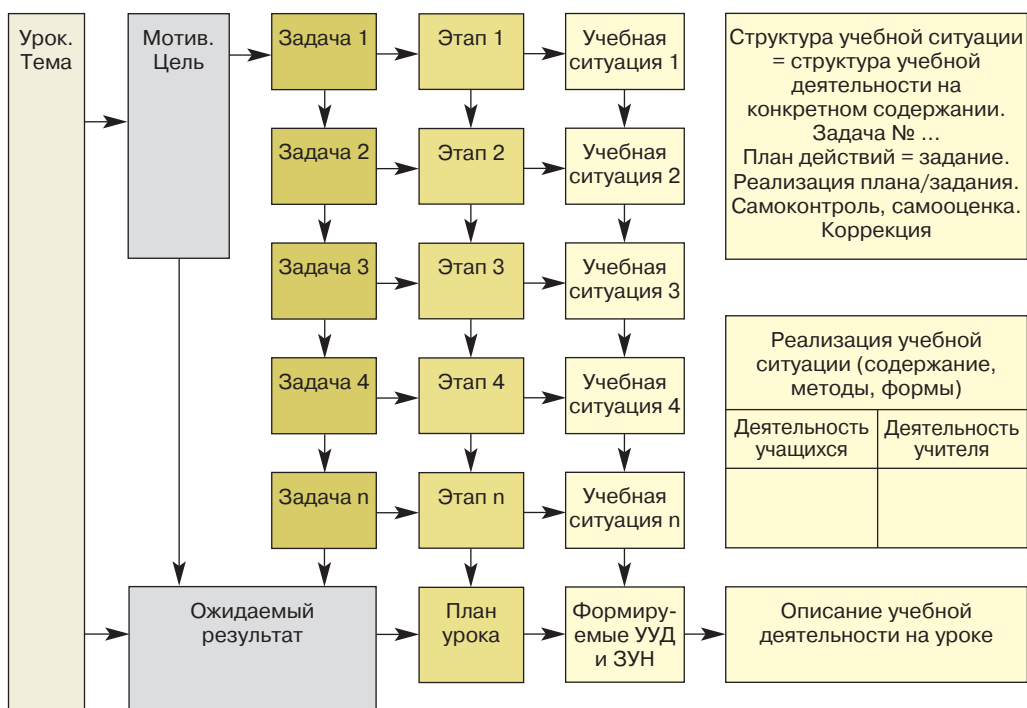 Урок.
Тема
Мотив.
Цель
Задача 1
Этап 1
Учебная
ситуация 1
Структура учебной ситуации
= структура учебной
деятельности на
конкретном содержании.
Задача № ...
План действий = задание.
Реализация плана/задания.
Самоконтроль, самооценка.
Коррекция
Задача 2
Этап 2
Учебная
ситуация 2
Задача 3
Этап 3
Учебная
ситуация 3
Реализация учебной
ситуации (содержание,
методы, формы)
Деятельность
учащихся
Деятельность
учителя
Задача 4
Этап 4
Учебная
ситуация 4
Задача n
Этап n
Учебная
ситуация n
Ожидаемый
результат
План
урока
Формиру-
емые УУД
и ЗУН
Описание учебной
деятельности на уроке